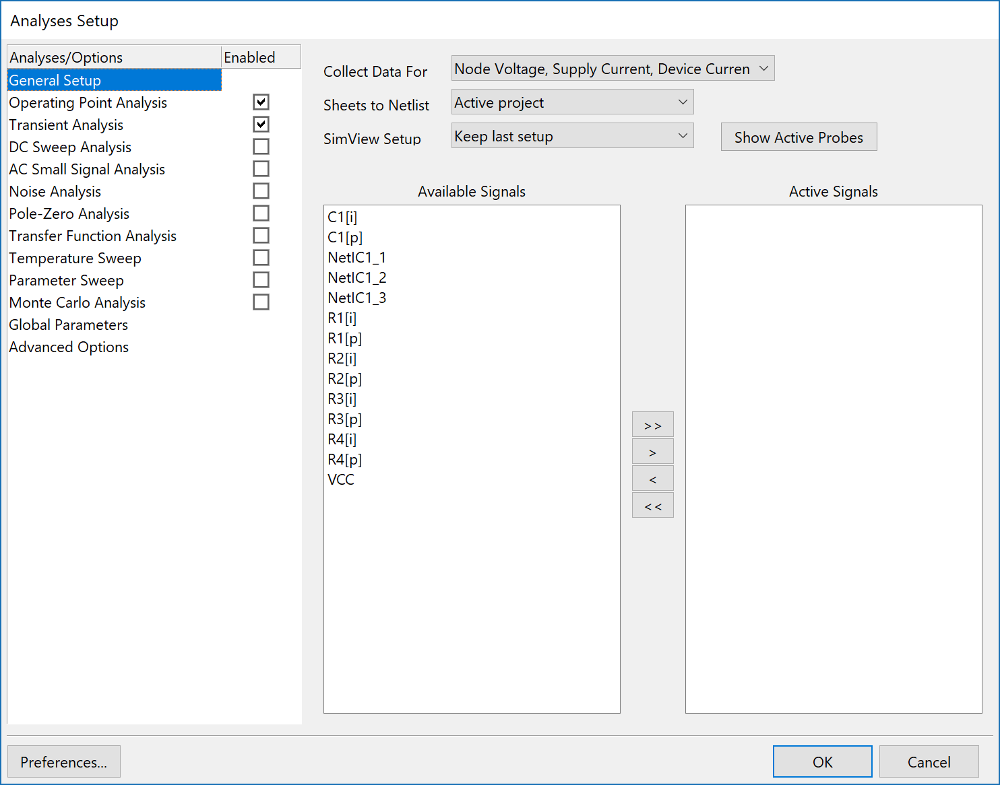 Analyses Setup
Analyses/Options Enabled
General Setup
Operating Point Analysis
Transient Analysis
DC Sweep Analysis
AC Small Signal Analysis
Noise Analysis
Pole-Zero Analysis
Transfer Function Analysis
Temperature Sweep
Parameter Sweep
Monte Carlo Analysis
Global Parameters
Advanced Options
Collect Data For Node Voltage, Supply Current, Device Curren
Sheets to Netlist Active project
SimView Setup Keep last setup Show Active Probes
Available Signals
C1[i]
C1[p]
NetIC1_1
NetIC1_2
NetIC1_3
R1[i]
R1[p]
R2[i]
R2[p]
R3[i]
R3[p]
R4[i]
R4[p]
VCC
>>
>
<
<<
Active Signals
Preferences... OK Cancel